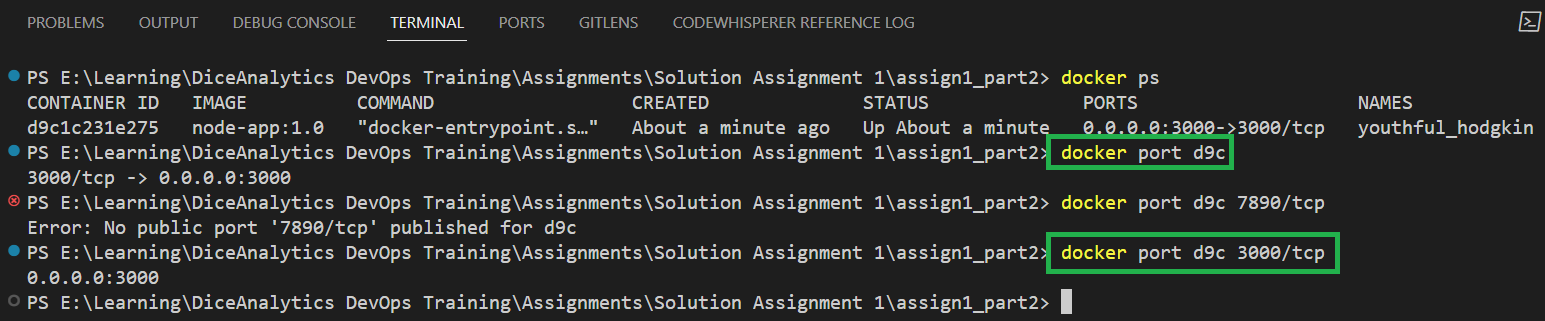 PROBLEMS OUTPUT DEBUG CONSOLE TERMINAL PORTS GITLENS CODEWHISPERER REFERENCE LOG
PS E:\Learning\DiceAnalytics DevOps Training\Assignments\Solution Assignment 1\assign1_part2> docker ps
CONTAINER ID IMAGE COMMAND CREATED STATUS PORTS NAMES
d9c1c231e275 node-app:1.0 "docker-entrypoint.s…" About a minute ago Up About a minute 0.0.0.0:3000->3000/tcp youthful_hodgkin
PS E:\Learning\DiceAnalytics DevOps Training\Assignments\Solution Assignment 1\assign1_part2> docker port d9c
3000/tcp -> 0.0.0.0:3000
PS E:\Learning\DiceAnalytics DevOps Training\Assignments\Solution Assignment 1\assign1_part2> docker port d9c 7890/tcp
Error: No public port '7890/tcp' published for d9c
PS E:\Learning\DiceAnalytics DevOps Training\Assignments\Solution Assignment 1\assign1_part2> docker port d9c 3000/tcp
0.0.0.0:3000
PS E:\Learning\DiceAnalytics DevOps Training\Assignments\Solution Assignment 1\assign1_part2>